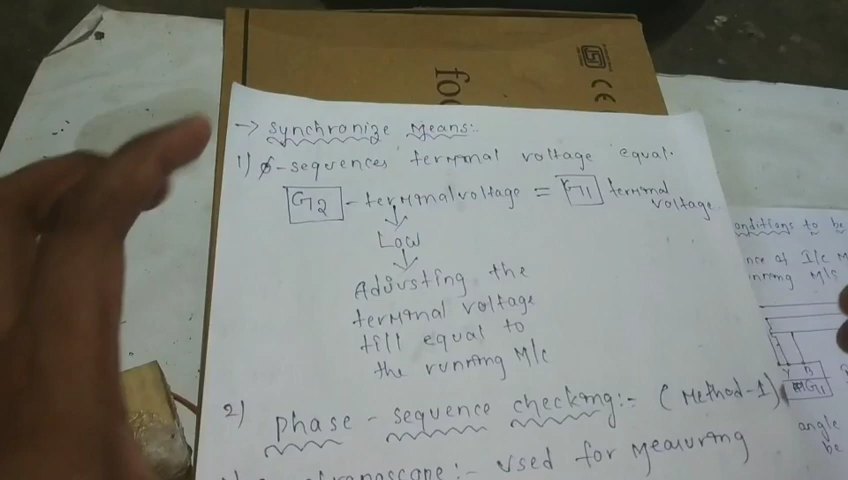 → Synchronize Means:-
1) ϕ-sequences terminal voltage equal.
G2 - terminal voltage = G1 terminal voltage
↓
Low
↓
Adjusting the
terminal voltage
till equal to
the running M/c
2) Phase - sequence checking:- (Method-1)
:- Used for Measuring
fo
CE
onditions to be
nce of I/c M
nning M/c
Y B
G1
angle
be